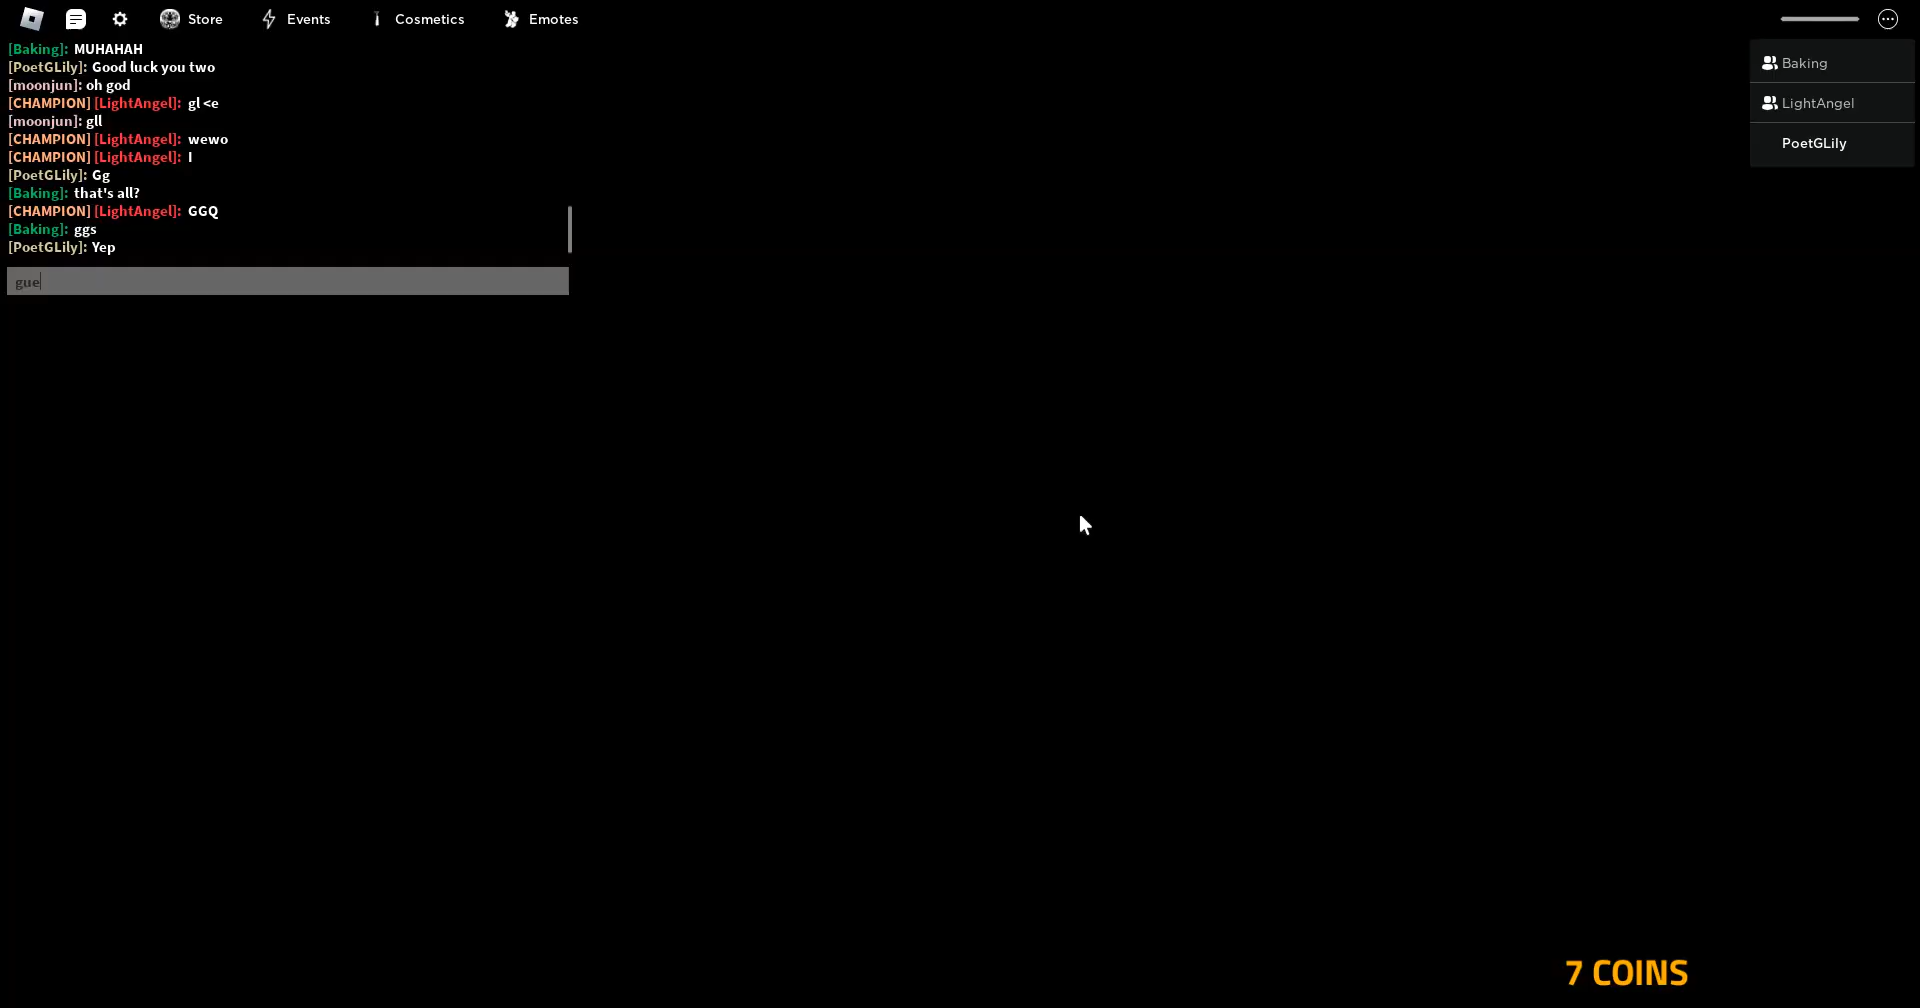 Store Events Cosmetics Emotes
[Baking]: MUHAHAH
[PoetGLily]: Good luck you two
[moonjun]: oh god
[CHAMPION] [LightAngel]: gl <e
[moonjun]: gll
[CHAMPION] [LightAngel]: wewo
[CHAMPION] [LightAngel]: I
[PoetGLily]: Gg
[Baking]: that's all?
[CHAMPION] [LightAngel]: GGQ
[Baking]: ggs
[PoetGLily]: Yep
gue
Baking
LightAngel
PoetGLily
7 COINS